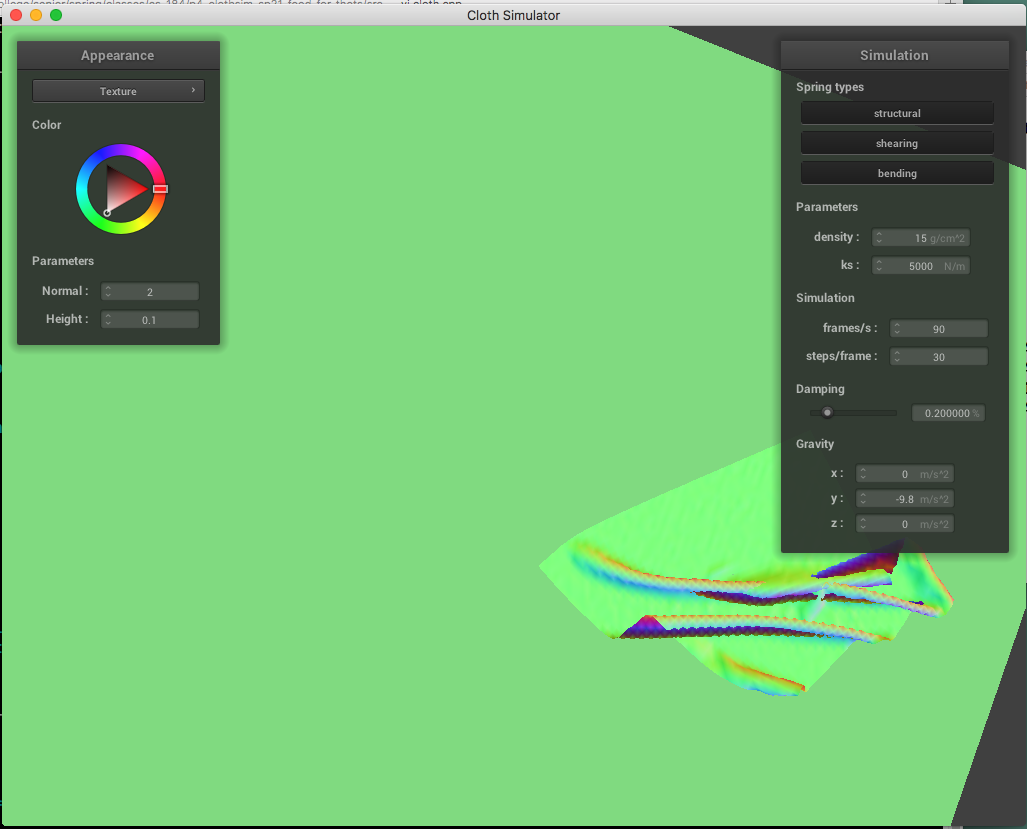 Cloth Simulator
Appearance
Texture
Color
Parameters
Normal : 2
Height : 0.1
Simulation
Spring types
structural
shearing
bending
Parameters
density : 15 g/cm^2
ks : 5000 N/m
Simulation
frames/s : 90
steps/frame : 30
Damping
0.200000 %
Gravity
x : 0 m/s^2
y : -9.8 m/s^2
z : 0 m/s^2